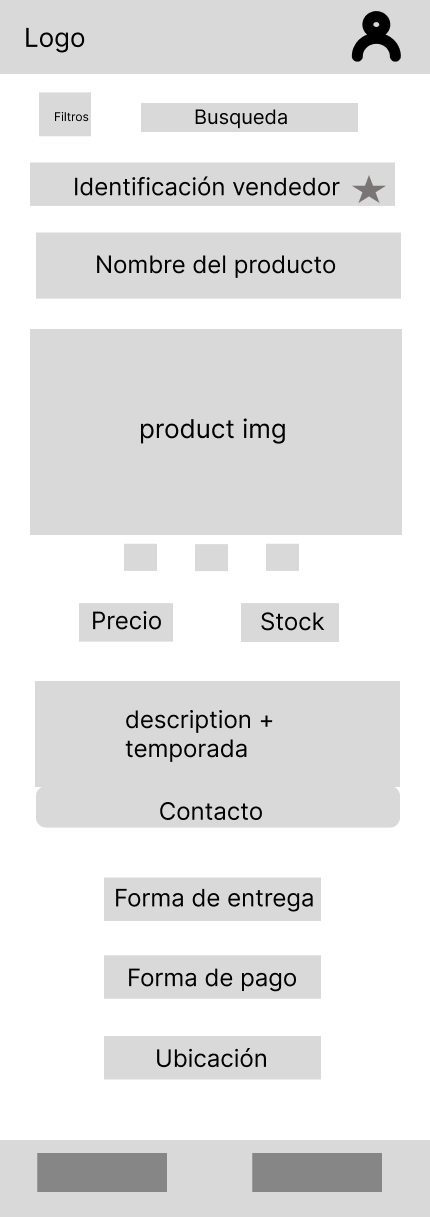 Logo
Filtros
Busqueda
Identificación vendedor
Nombre del producto
product img
Precio
Stock
description +
temporada
Contacto
Forma de entrega
Forma de pago
Ubicación